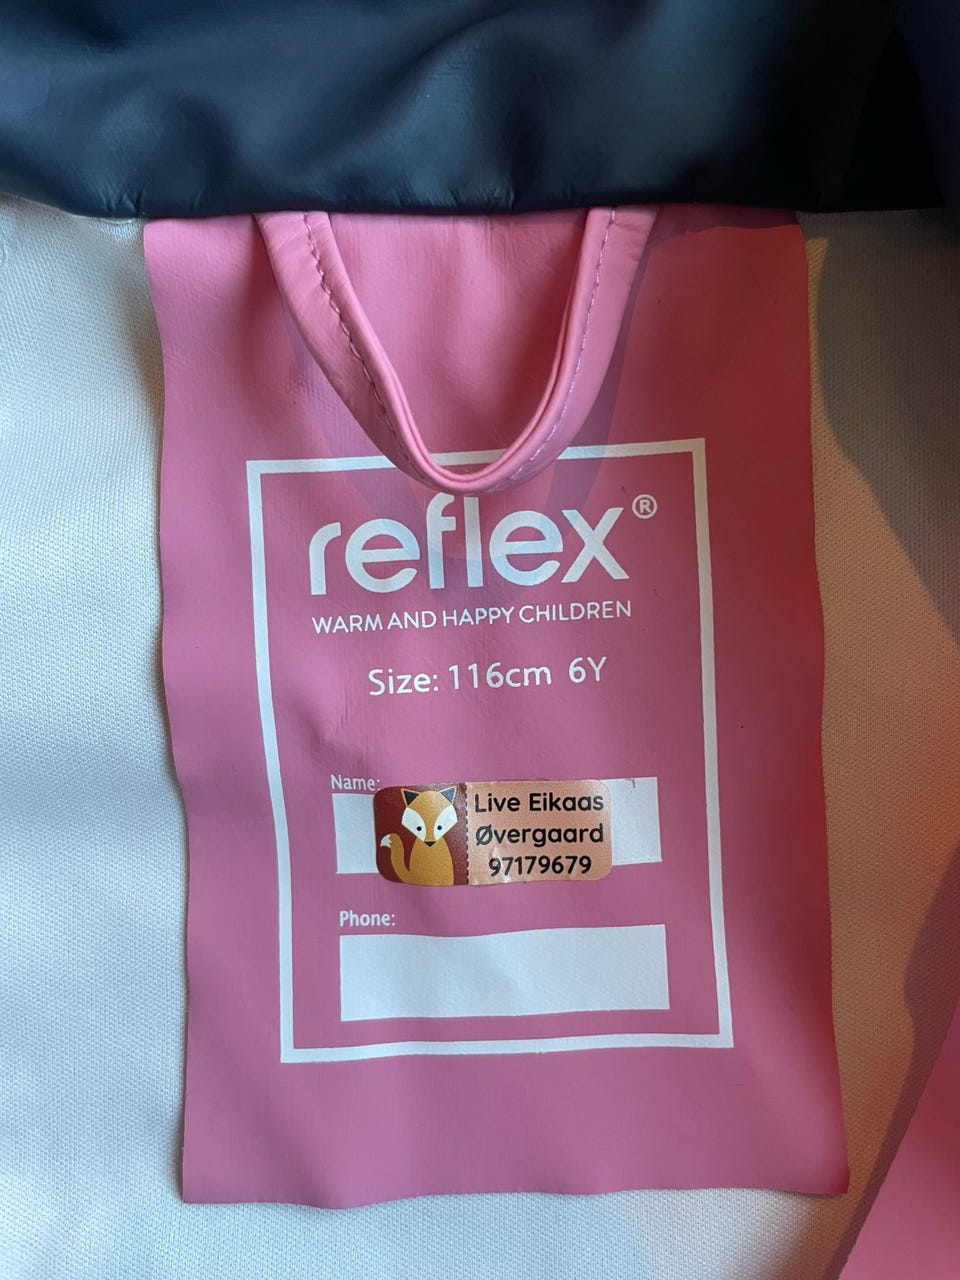 reflex®
WARM AND HAPPY CHILDREN
Size: 116cm 6Y
Name:
Live Eikaas
Øvergaard
97179679
Phone: